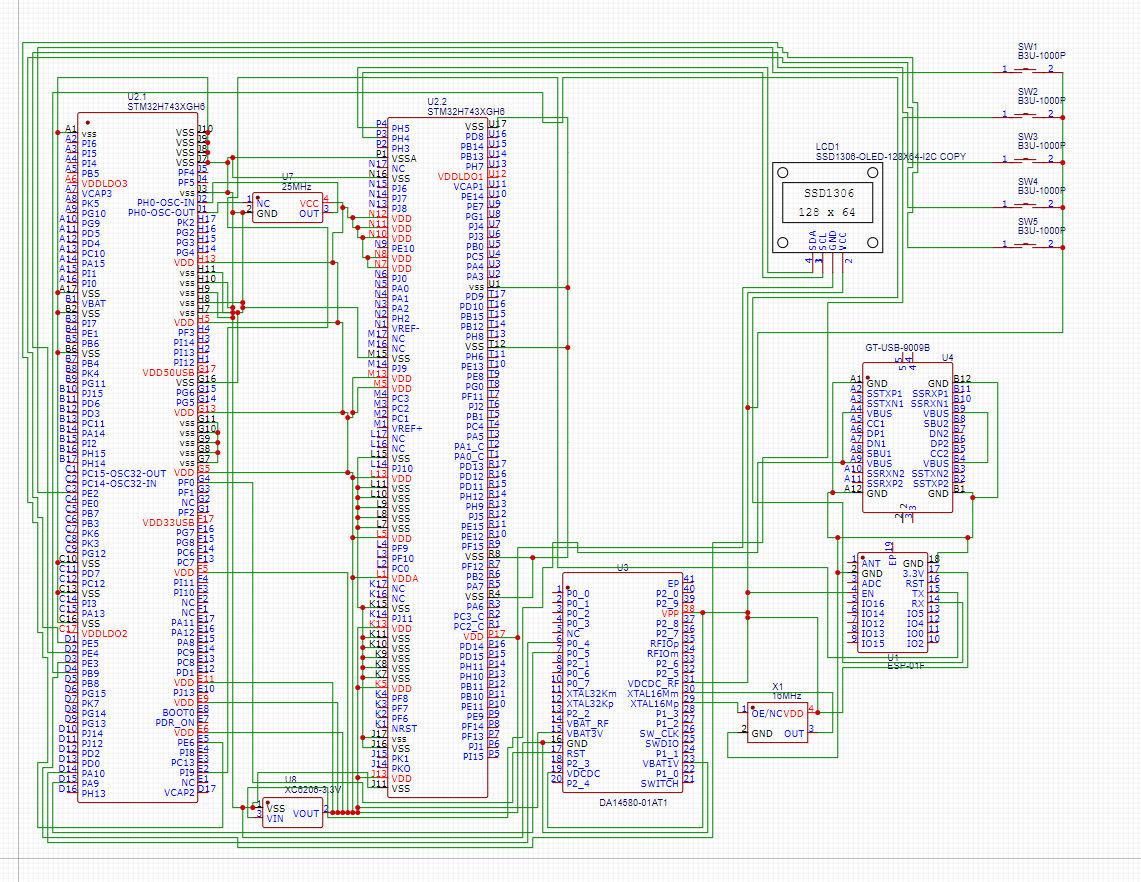 U2.1
STM32H743XGH6
A1 vss
A2 PI6
A3 PI5
A4 PI4
A5 PB5
A6 VDDLDO3
A7 VCAP3
A8 PK5
A9 PG10
A10 PG9
A11 PD5
A12 PD4
A13 PC10
A14 PA15
A15 PI1
A16 PI0
A17 VSS
B1 VBAT
B2 VSS
B3 PI7
B4 PE1
B5 PB6
B6 VSS
B7 PB4
B8 PK4
B9 PG11
B10 PJ15
B11 PD6
B12 PD3
B13 PC11
B14 PA14
B15 PI2
B16 PH15
B17 PH14
C1 PC15-OSC32-OUT
C2 PC14-OSC32-IN
C3 PE2
C4 PE0
C5 PB7
C6 PB3
C7 PK6
C8 PK3
C9 PG12
C10 VSS
C11 PD7
C12 PC12
C13 VSS
C14 PI3
C15 PA13
C16 VSS
C17 VDDLDO2
D1 PE5
D2 PE4
D3 PE3
D4 PB9
D5 PB8
D6 PG15
D7 PK7
D8 PG14
D9 PG13
D10 PJ14
D11 PJ12
D12 PD2
D13 PD0
D14 PA10
D15 PA9
D16 PH13
VSS J10
VSS J9
VSS J8
VSS J7
PF4 J5
PF5 J4
vss J3
PH0-OSC-IN J2
PH0-OSC-OUT J1
PK2 H17
PG2 H16
PG3 H15
PG4 H14
VDD H13
vss H11
vss H10
vss H9
vss H8
vss H7
VDD H5
PF3 H4
PI14 H3
PI13 H2
PI12 H1
VDD50USB G17
VSS G16
PG6 G15
PG5 G14
VDD G13
vss G11
vss G10
vss G9
vss G8
vss G7
VDD G5
PF0 G4
PF1 G3
NC G2
PF2 G1
VDD33USB F17
PG7 F16
PG8 F15
PC6 F14
PC7 F13
VDD F5
PI11 F4
PI10 F3
NC F2
NC F1
PA11 E17
PA12 E16
PA8 E15
PC9 E14
PC8 E13
PD1 E12
VDD E11
PJ13 E10
VDD E9
BOOT0 E8
PDR_ON E7
VDD E6
PE6 E5
PI8 E4
PC13 E3
PI9 E2
NC E1
VCAP2 D17
U7
25MHz
1 NC VCC 4
2 GND OUT 3
U8
XC6206-3.3V
1 VSS
3 VIN
VOUT 2
U2.2
STM32H743XGH6
P4 PH5
P3 PH4
P2 PH3
P1 VSSA
N17 NC
N16 VSS
N15 PJ6
N14 PJ7
N13 PJ8
N12 VDD
N11 VDD
N10 VDD
N9 PE10
N8 VDD
N7 VDD
N6 PJ0
N5 PA0
N4 PA1
N3 PA2
N2 PH2
N1 VREF-
M17 NC
M16 NC
M15 VSS
M14 PJ9
M13 VDD
M5 VDD
M4 PC3
M3 PC2
M2 PC1
M1 VREF+
L17 NC
L16 NC
L15 VSS
L14 PJ10
L13 VDD
L11 VSS
L10 VSS
L9 VSS
L8 VSS
L7 VSS
L5 VDD
L4 PF9
L3 PF10
L2 PC0
L1 VDDA
K17 NC
K16 NC
K15 VSS
K14 PJ11
K13 VDD
K11 VSS
K10 VSS
K9 VSS
K8 VSS
K7 VSS
K5 VDD
K4 PF8
K3 PF7
K2 PF6
K1 NRST
J17 vss
J16 VSS
J15 PK1
J14 PK0
J13 VDD
J11 VSS
VSS U17
PD8 U16
PB14 U15
PB13 U14
PH7 U13
VDDLDO1 U12
VCAP1 U11
PE14 U10
PE7 U9
PG1 U8
PJ4 U7
PJ3 U6
PB0 U5
PC5 U4
PA4 U3
PA3 U2
vss U1
PD9 T17
PD10 T16
PB15 T15
PB12 T14
PH8 T13
VSS T12
PH6 T11
PE13 T10
PE8 T9
PG0 T8
PF11 T7
PJ2 T6
PB1 T5
PC4 T4
PA5 T3
PA1_C T2
PA0_C T1
PD13 R17
PD12 R16
PD11 R15
PH12 R14
PH9 R13
PJ5 R12
PE15 R11
PE12 R10
PF15 R9
VSS R8
PF12 R7
PB2 R6
PA7 R5
VSS R4
PA6 R3
PC3_C R2
PC2_C R1
VDD P17
PD14 P16
PD15 P15
PH11 P14
PH10 P13
PB11 P12
PB10 P11
PE11 P10
PE9 P9
PF14 P8
PF13 P7
PJ1 P6
PI15 P5
U3
1 P0_0
2 P0_1
3 P0_2
4 P0_3
5 NC
6 P0_4
7 P0_5
8 P2_1
9 P0_6
10 P0_7
11 XTAL32Km
12 XTAL32Kp
13 P2_2
14 VBAT_RF
15 VBAT3V
16 GND
17 RST
18 P2_3
19 VDCDC
20 P2_4
EP 41
P2_0 40
P2_9 39
VPP 38
P2_8 37
P2_7 36
RFIOp 35
RFIOm 34
P2_6 33
P2_5 32
VDCDC_RF 31
XTAL16Mm 30
XTAL16Mp 29
P1_3 28
P1_2 27
SW_CLK 26
SWDIO 25
P1_1 24
VBAT1V 23
P1_0 22
SWITCH 21
DA14580-01AT1
X1
16MHz
1 OE/NC VDD 4
2 GND OUT 3
LCD1
SSD1306-OLED-128X64-I2C COPY
SSD1306
128 x 64
SDA SCL GND VCC
4 3 1 2
SW1
B3U-1000P
1 2
SW2
B3U-1000P
1 2
SW3
B3U-1000P
1 2
SW4
B3U-1000P
1 2
SW5
B3U-1000P
1 2
GT-USB-9009B
U4
5 4
5 4
A1 GND
A2 SSTXP1
A3 SSTXN1
A4 VBUS
A5 CC1
A6 DP1
A7 DN1
A8 SBU1
A9 VBUS
A10 SSRXN2
A11 SSRXP2
A12 GND
GND B12
SSRXP1 B11
SSRXN1 B10
VBUS B9
SBU2 B8
DN2 B7
DP2 B6
CC2 B5
VBUS B4
SSTXN2 B3
SSTXP2 B2
GND B1
2 3
2 3
19
EP
1 ANT
2 GND
3 ADC
4 EN
5 IO16
6 IO14
7 IO12
8 IO13
9 IO15
GND 18
3.3V 17
RST 16
TX 15
RX 14
IO5 13
IO4 12
IO0 11
IO2 10
U1
ESP-01F